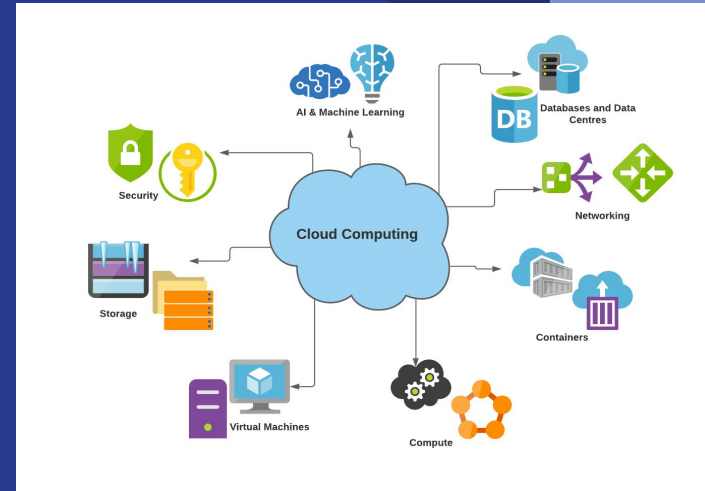 AI & Machine Learning
DB
Databases and Data
Centres
Security
Networking
Cloud Computing
Storage
Containers
Virtual Machines
Compute